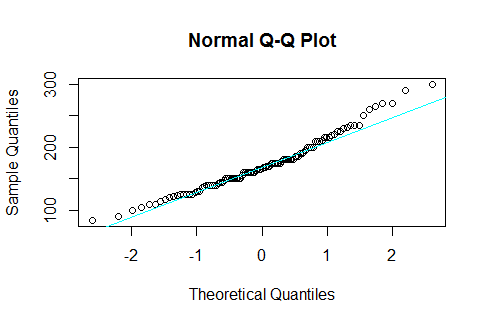 Normal Q-Q Plot
Sample Quantiles
300
200
100
-2
-1
0
1
2
Theoretical Quantiles